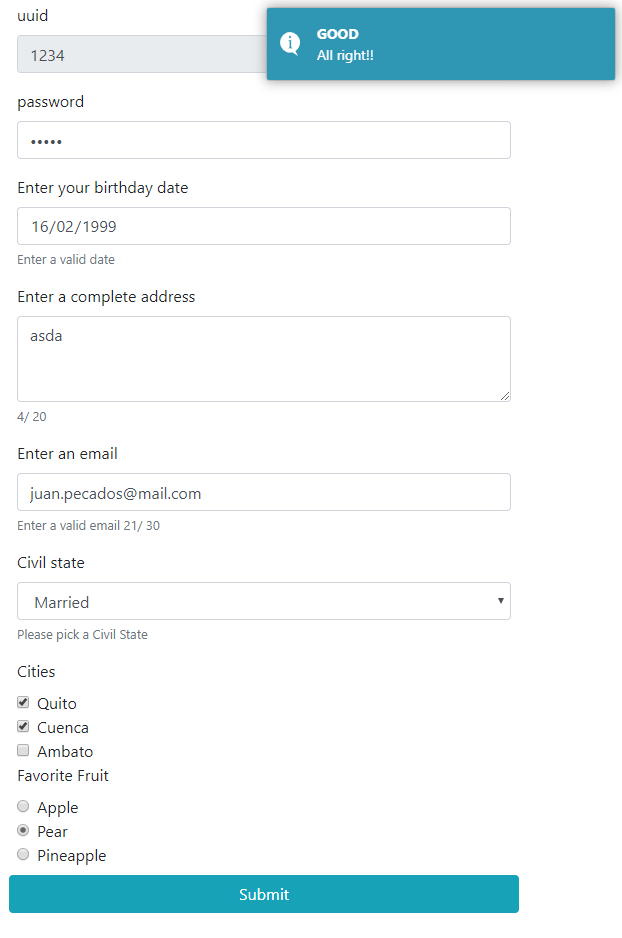 uuid
GOOD
1234
All right!!
password
•••••
Enter your birthday date
16/02/1999
Enter a valid date
Enter a complete address
asda
4/ 20
Enter an email
juan.pecados@mail.com
Enter a valid email 21/ 30
Civil state
Married
Please pick a Civil State
Cities
Quito
Cuenca
Ambato
Favorite Fruit
Apple
Pear
Pineapple
Submit